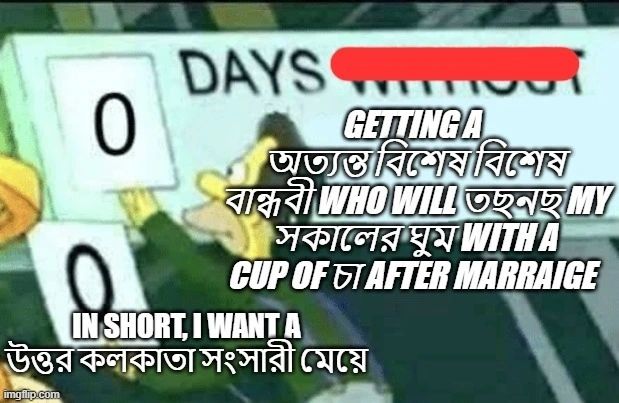 0 DAYS
GETTING A
অত্যন্ত বিশেষ বিশেষ
বান্ধবী WHO WILL তছনছ MY
সকালের ঘুম WITH A
CUP OF চা AFTER MARRAIGE
0
IN SHORT, I WANT A
উত্তর কলকাতা সংসারী মেয়ে
imgflip.com